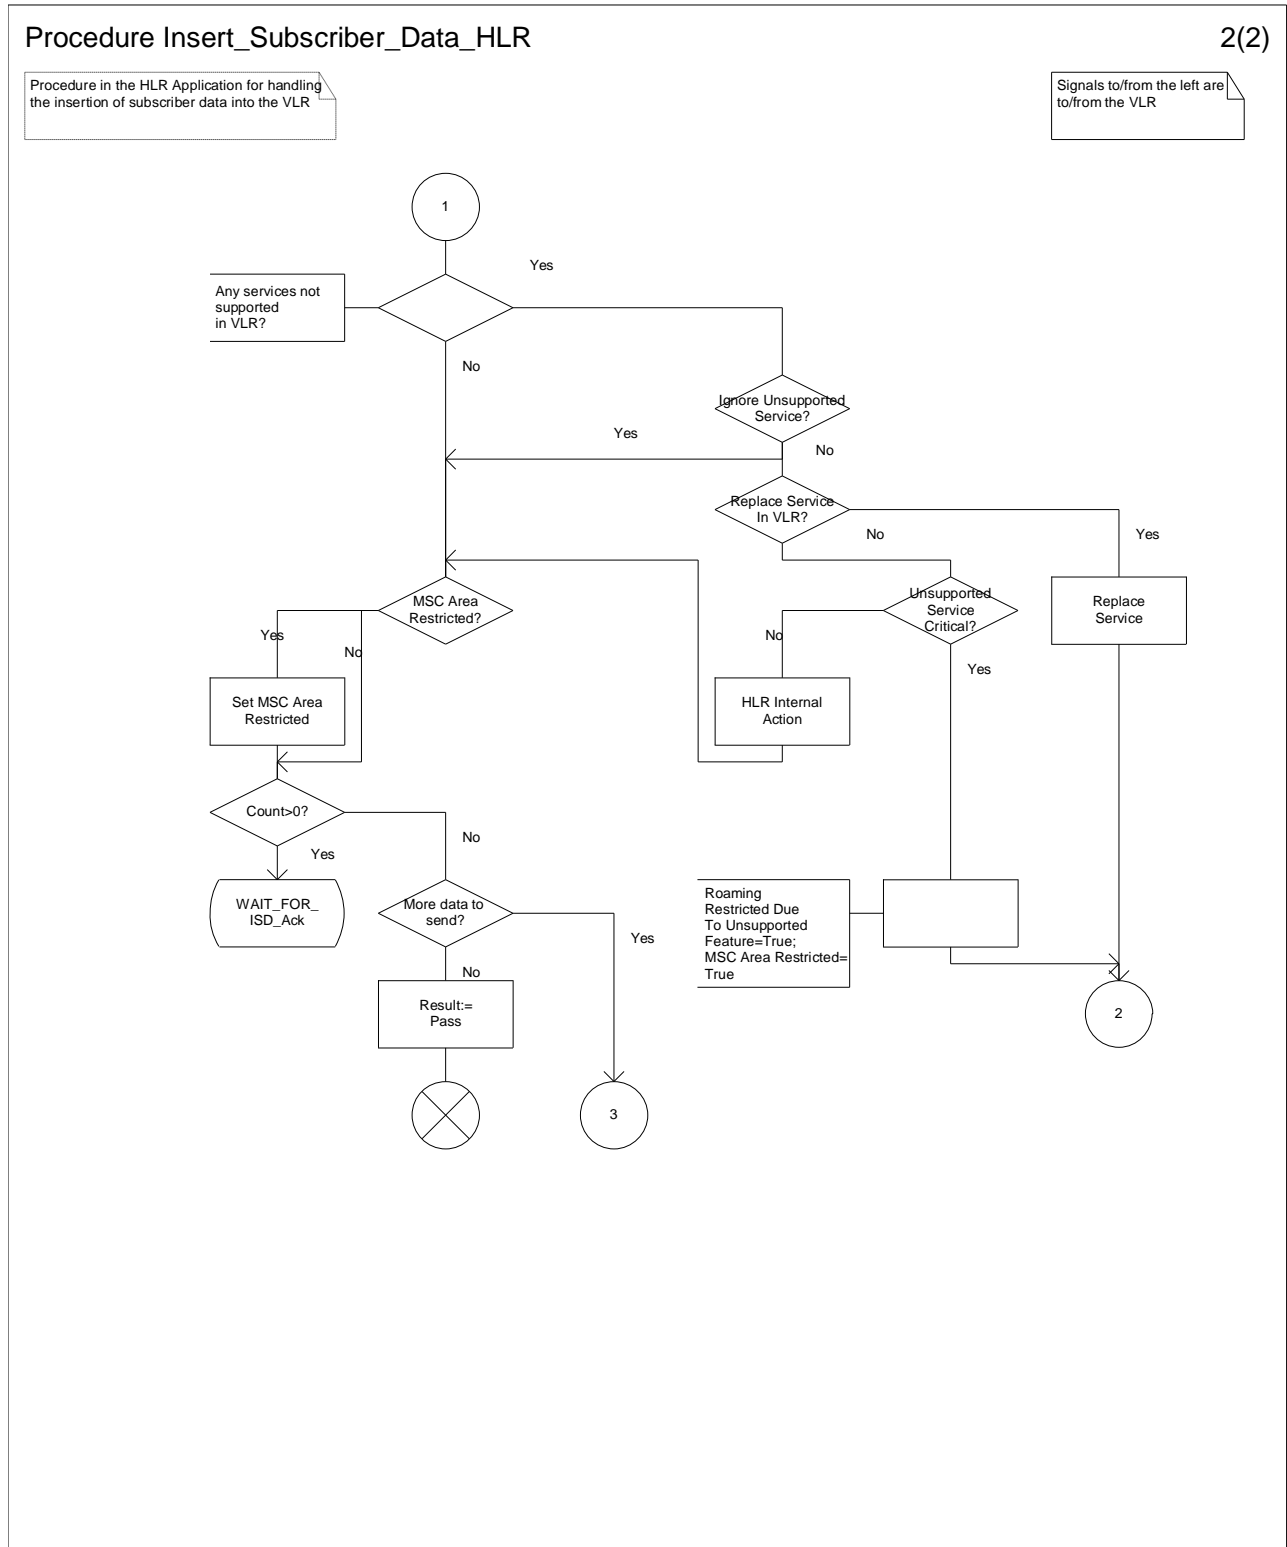 Procedure Insert_Subscriber_Data_HLR
2(2)
Procedure in the HLR Application for handling
the insertion of subscriber data into the VLR
Signals to/from the left are
to/from the VLR
1
Yes
Any services not
supported
in VLR?
No
Ignore Unsupported
Service?
Yes
No
Replace Service
In VLR?
No
Yes
MSC Area
Restricted?
Unsupported
Service
Critical?
Replace
Service
Yes
No
No
Yes
Set MSC Area
Restricted
HLR Internal
Action
Count>0?
No
Yes
WAIT_FOR_
ISD_Ack
More data to
send?
Yes
Roaming
Restricted Due
To Unsupported
Feature=True;
MSC Area Restricted=
True
No
Result:=
Pass
2
3